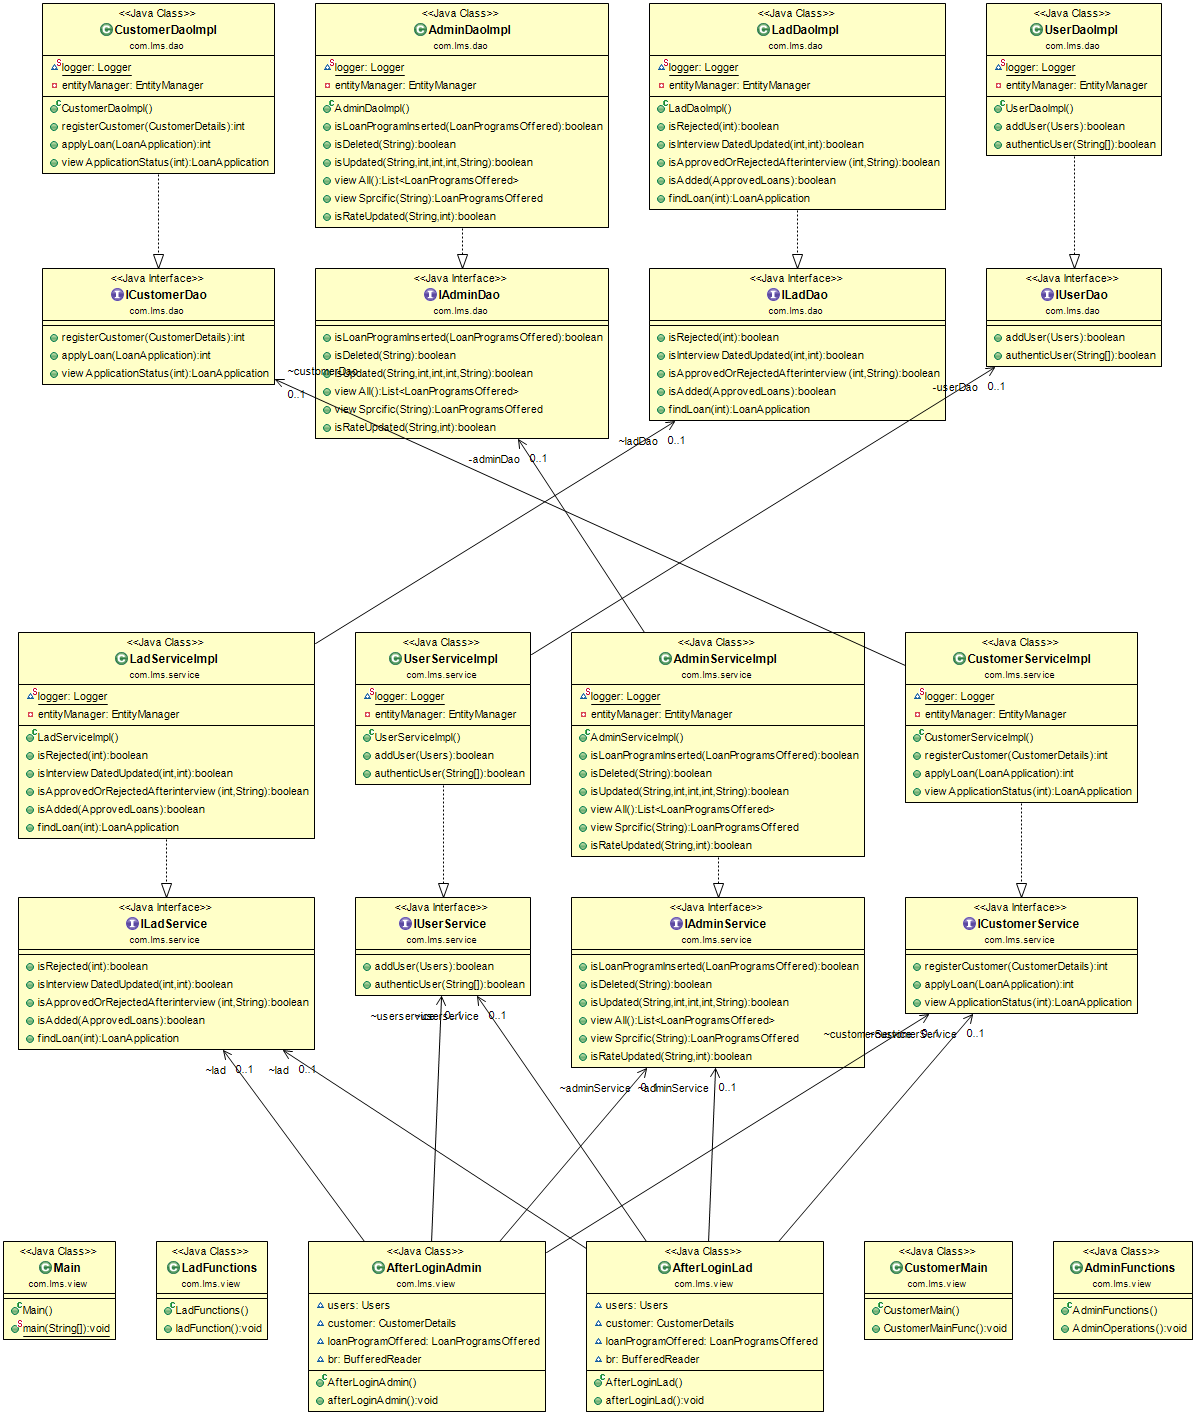 <<Java Class>>
CustomerDaoImpl
com.lms.dao
logger: Logger
entityManager: EntityManager
CustomerDaoImpl()
registerCustomer(CustomerDetails):int
applyLoan(LoanApplication):int
view ApplicationStatus(int):LoanApplication
<<Java Class>>
AdminDaoImpl
com.lms.dao
logger: Logger
entityManager: EntityManager
AdminDaoImpl()
isLoanProgramInserted(LoanProgramsOffered):boolean
isDeleted(String):boolean
isUpdated(String,int,int,int,String):boolean
view All():List<LoanProgramsOffered>
view Sprcific(String):LoanProgramsOffered
isRateUpdated(String,int):boolean
<<Java Class>>
LadDaoImpl
com.lms.dao
logger: Logger
entityManager: EntityManager
LadDaoImpl()
isRejected(int):boolean
isInterview DatedUpdated(int,int):boolean
isApprovedOrRejectedAfterinterview (int,String):boolean
isAdded(ApprovedLoans):boolean
findLoan(int):LoanApplication
<<Java Class>>
UserDaoImpl
com.lms.dao
logger: Logger
entityManager: EntityManager
UserDaoImpl()
addUser(Users):boolean
authenticUser(String[]):boolean
<<Java Interface>>
ICustomerDao
com.lms.dao
registerCustomer(CustomerDetails):int
applyLoan(LoanApplication):int
view ApplicationStatus(int):LoanApplication
<<Java Interface>>
IAdminDao
com.lms.dao
isLoanProgramInserted(LoanProgramsOffered):boolean
isDeleted(String):boolean
isUpdated(String,int,int,int,String):boolean
view All():List<LoanProgramsOffered>
view Sprcific(String):LoanProgramsOffered
isRateUpdated(String,int):boolean
<<Java Interface>>
ILadDao
com.lms.dao
isRejected(int):boolean
isInterview DatedUpdated(int,int):boolean
isApprovedOrRejectedAfterinterview (int,String):boolean
isAdded(ApprovedLoans):boolean
findLoan(int):LoanApplication
<<Java Interface>>
IUserDao
com.lms.dao
addUser(Users):boolean
authenticUser(String[]):boolean
~customerDao
0..1
-adminDao 0..1
~ladDao 0..1
-userDao 0..1
<<Java Class>>
LadServiceImpl
com.lms.service
logger: Logger
entityManager: EntityManager
LadServiceImpl()
isRejected(int):boolean
isInterview DatedUpdated(int,int):boolean
isApprovedOrRejectedAfterinterview (int,String):boolean
isAdded(ApprovedLoans):boolean
findLoan(int):LoanApplication
<<Java Class>>
UserServiceImpl
com.lms.service
logger: Logger
entityManager: EntityManager
UserServiceImpl()
addUser(Users):boolean
authenticUser(String[]):boolean
<<Java Class>>
AdminServiceImpl
com.lms.service
logger: Logger
entityManager: EntityManager
AdminServiceImpl()
isLoanProgramInserted(LoanProgramsOffered):boolean
isDeleted(String):boolean
isUpdated(String,int,int,int,String):boolean
view All():List<LoanProgramsOffered>
view Sprcific(String):LoanProgramsOffered
isRateUpdated(String,int):boolean
<<Java Class>>
CustomerServiceImpl
com.lms.service
logger: Logger
entityManager: EntityManager
CustomerServiceImpl()
registerCustomer(CustomerDetails):int
applyLoan(LoanApplication):int
view ApplicationStatus(int):LoanApplication
<<Java Interface>>
ILadService
com.lms.service
isRejected(int):boolean
isInterview DatedUpdated(int,int):boolean
isApprovedOrRejectedAfterinterview (int,String):boolean
isAdded(ApprovedLoans):boolean
findLoan(int):LoanApplication
<<Java Interface>>
IUserService
com.lms.service
addUser(Users):boolean
authenticUser(String[]):boolean
<<Java Interface>>
IAdminService
com.lms.service
isLoanProgramInserted(LoanProgramsOffered):boolean
isDeleted(String):boolean
isUpdated(String,int,int,int,String):boolean
view All():List<LoanProgramsOffered>
view Sprcific(String):LoanProgramsOffered
isRateUpdated(String,int):boolean
<<Java Interface>>
ICustomerService
com.lms.service
registerCustomer(CustomerDetails):int
applyLoan(LoanApplication):int
view ApplicationStatus(int):LoanApplication
~lad 0..1
~lad 0..1
~userservice 0..1
0..1
~adminService 0..1
~adminService 0..1
~customerService 0..1
0..1
<<Java Class>>
Main
com.lms.view
Main()
main(String[]):void
<<Java Class>>
LadFunctions
com.lms.view
LadFunctions()
ladFunction():void
<<Java Class>>
AfterLoginAdmin
com.lms.view
users: Users
customer: CustomerDetails
loanProgramOffered: LoanProgramsOffered
br: BufferedReader
AfterLoginAdmin()
afterLoginAdmin():void
<<Java Class>>
AfterLoginLad
com.lms.view
users: Users
customer: CustomerDetails
loanProgramOffered: LoanProgramsOffered
br: BufferedReader
AfterLoginLad()
afterLoginLad():void
<<Java Class>>
CustomerMain
com.lms.view
CustomerMain()
CustomerMainFunc():void
<<Java Class>>
AdminFunctions
com.lms.view
AdminFunctions()
AdminOperations():void